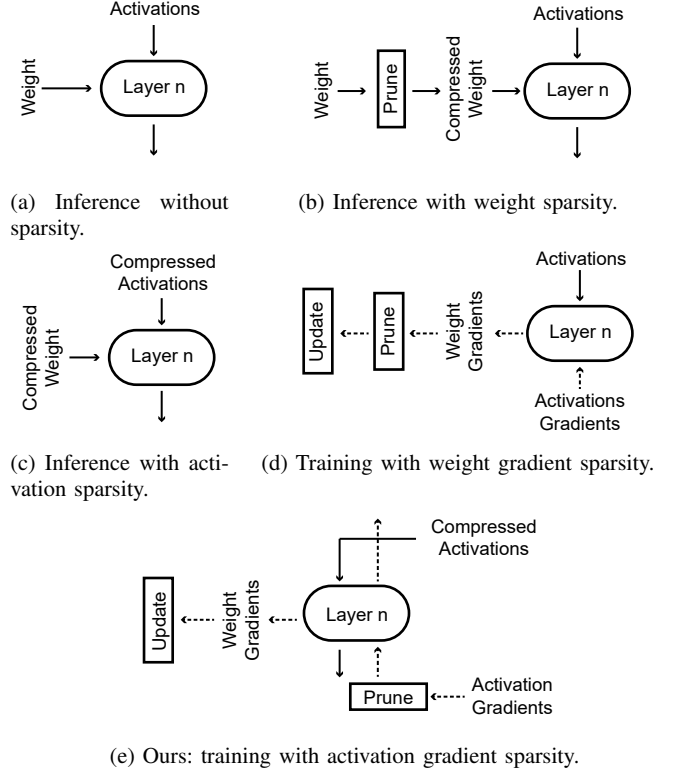 Activations
Weight
Layer n
(a) Inference without
sparsity.
Activations
Weight
Prune
Compressed
Weight
Layer n
(b) Inference with weight sparsity.
Compressed
Activations
Compressed
Weight
Layer n
(c) Inference with acti-
vation sparsity.
Activations
Update
Prune
Weight
Gradients
Layer n
Activations
Gradients
(d) Training with weight gradient sparsity.
Compressed
Activations
Update
Weight
Gradients
Layer n
Prune
Activation
Gradients
(e) Ours: training with activation gradient sparsity.